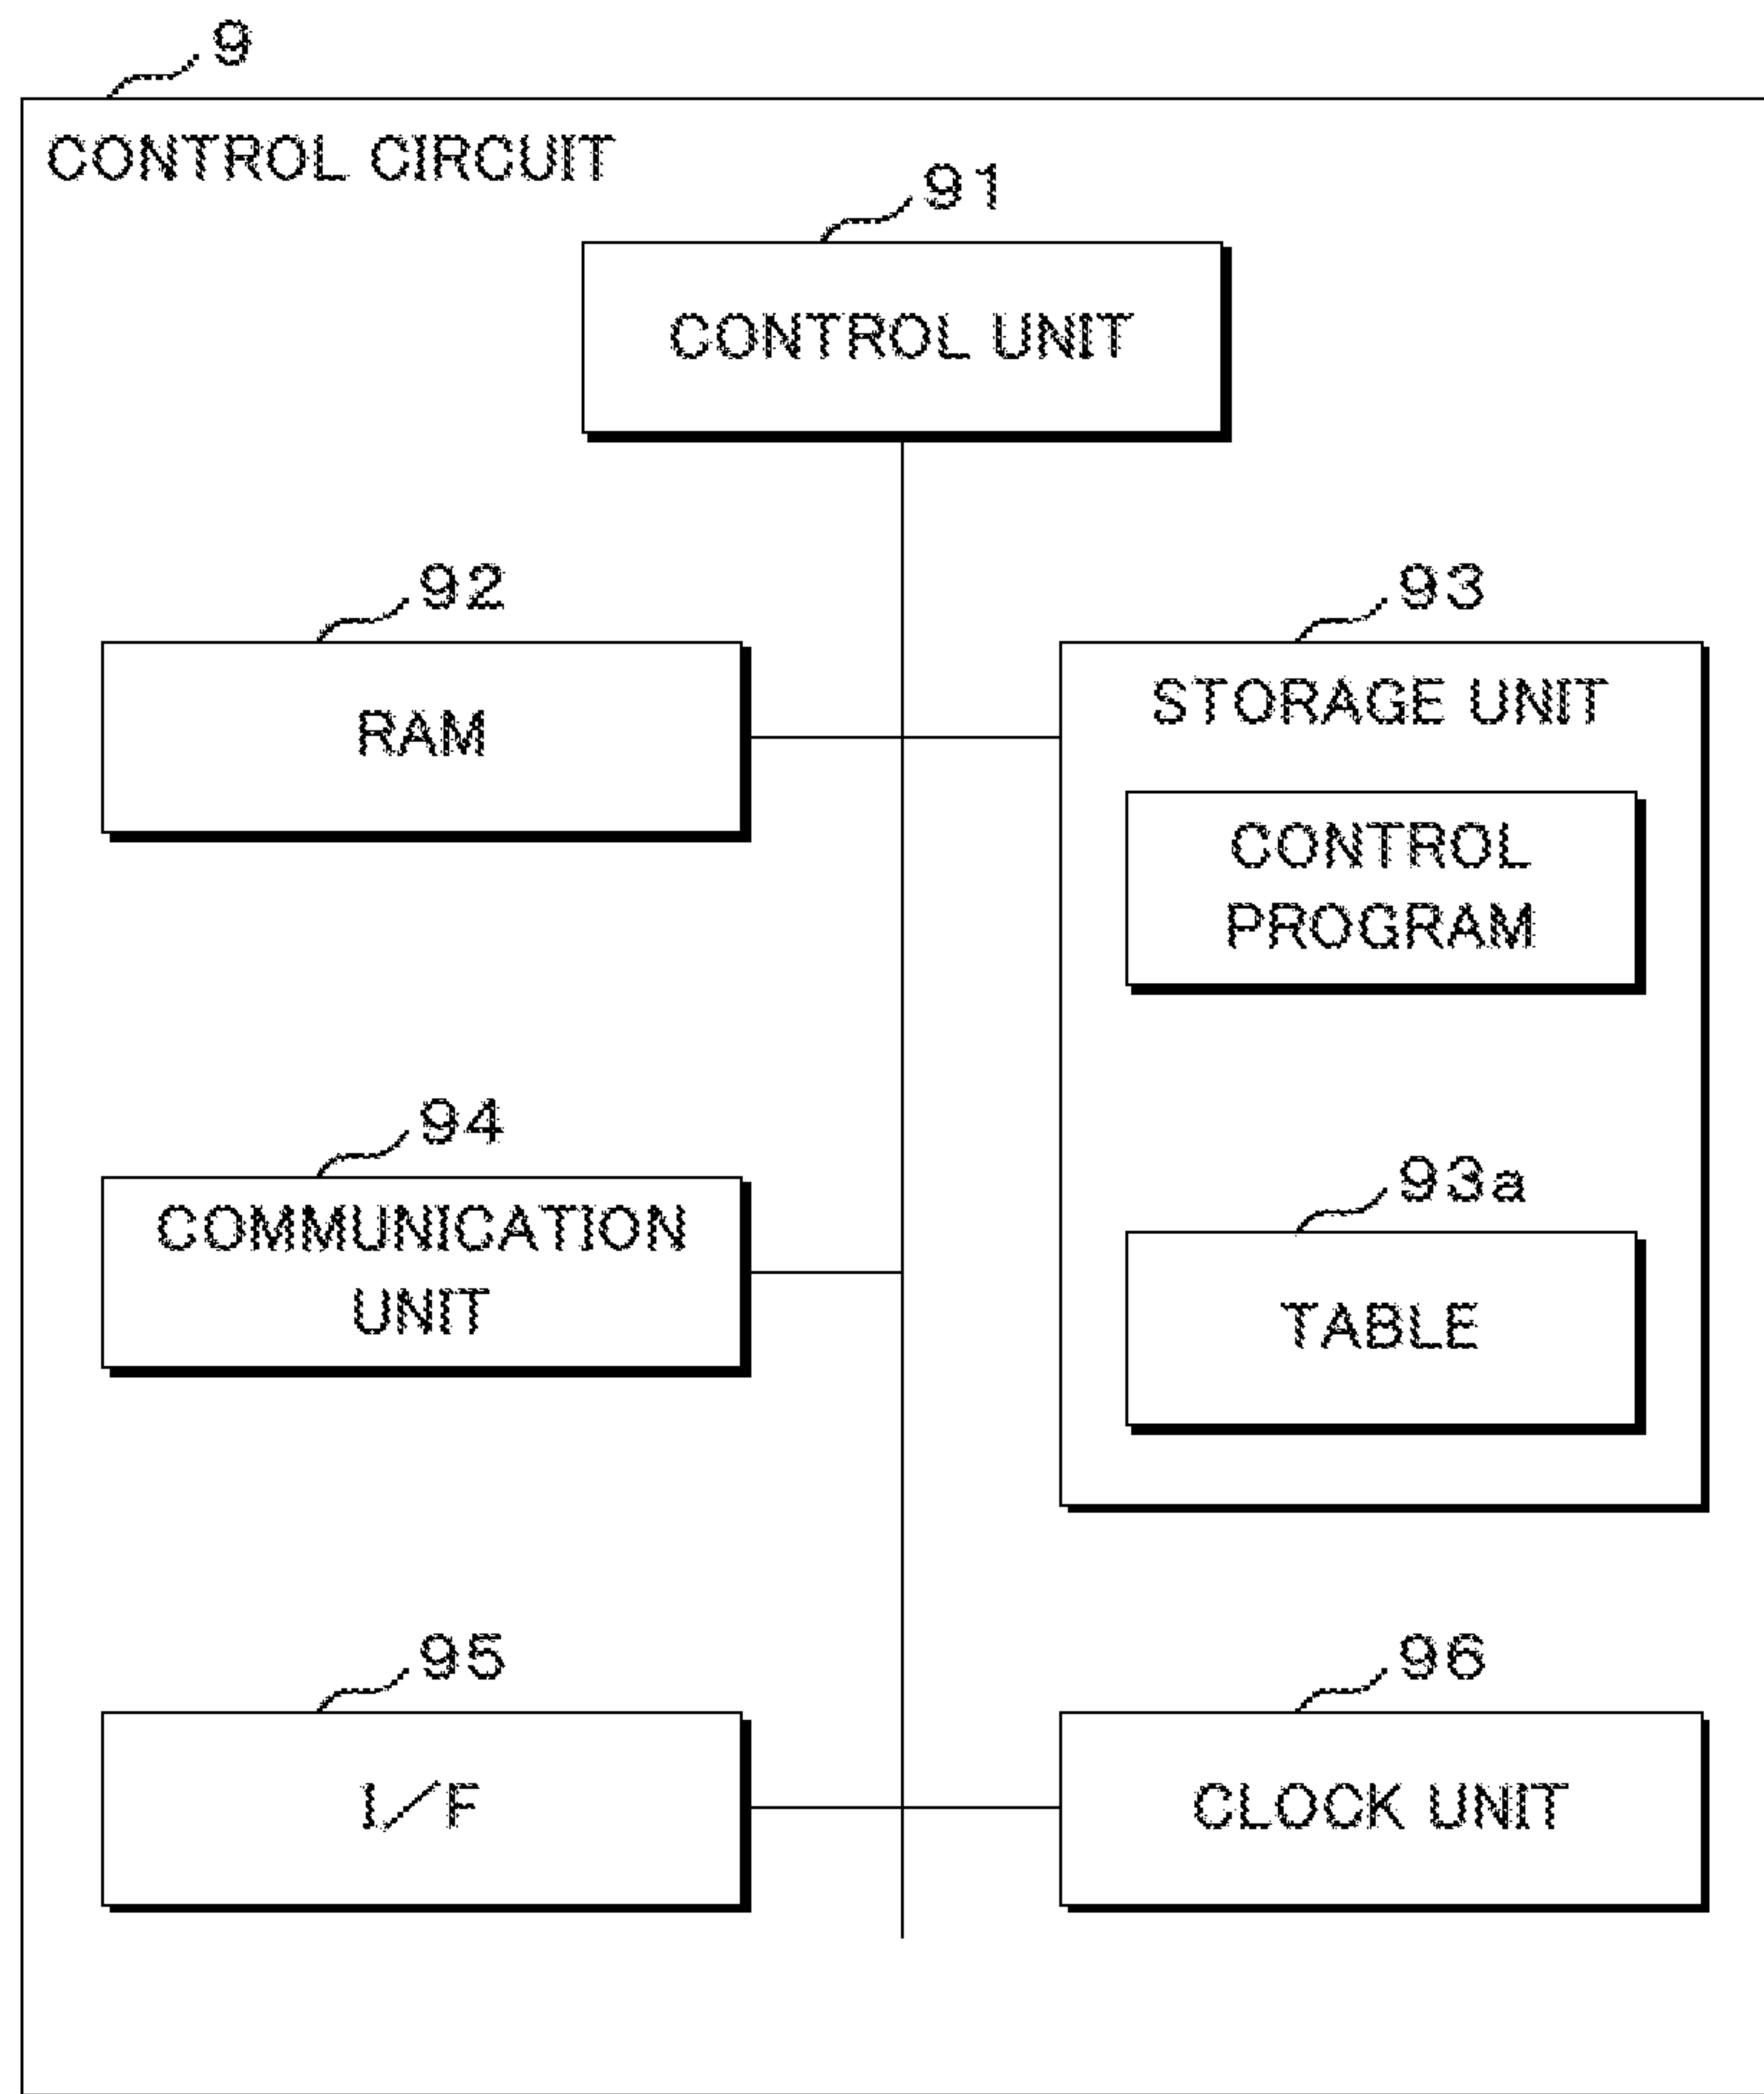 9
CONTROL CIRCUIT
91
CONTROL UNIT
92
RAM
93
STORAGE UNIT
CONTROL
PROGRAM
94
COMMUNICATION
UNIT
93a
TABLE
95
I/F
96
CLOCK UNIT